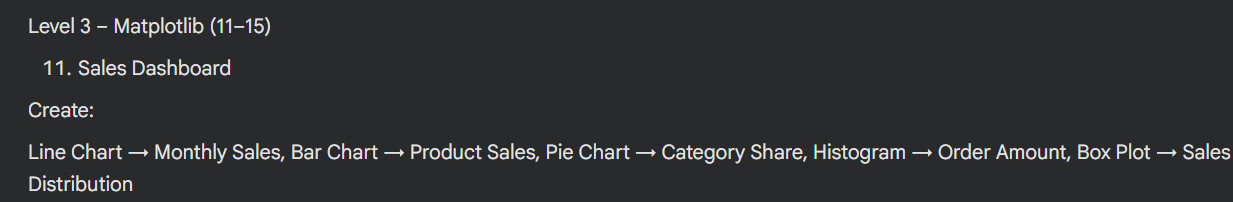 Level 3 – Matplotlib (11–15)
11. Sales Dashboard
Create:
Line Chart → Monthly Sales, Bar Chart → Product Sales, Pie Chart → Category Share, Histogram → Order Amount, Box Plot → Sales
Distribution